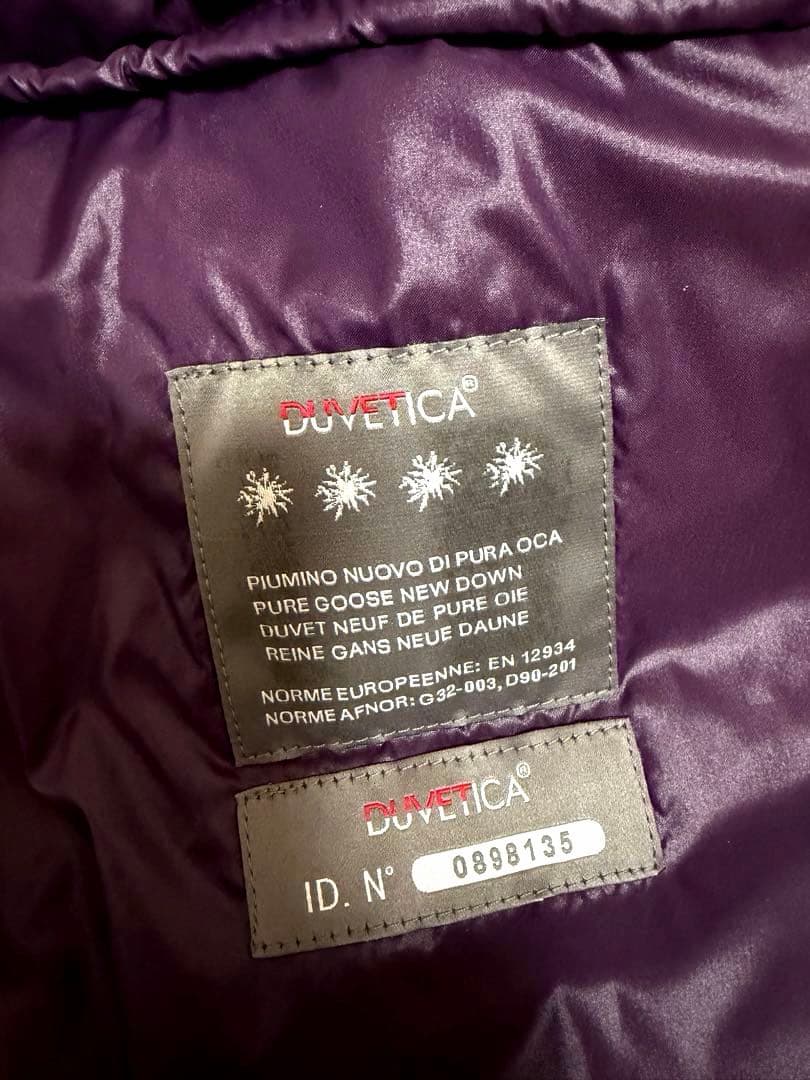 DUVETICA®
PIUMINO NUOVO DI PURA OCA
PURE GOOSE NEW DOWN
DUVET NEUF DE PURE OIE
REINE GANS NEUE DAUNE
NORME EUROPEENNE: EN 12934
NORME AFNOR: G32-003, D90-201
DUVETICA®
ID. N° 0898135